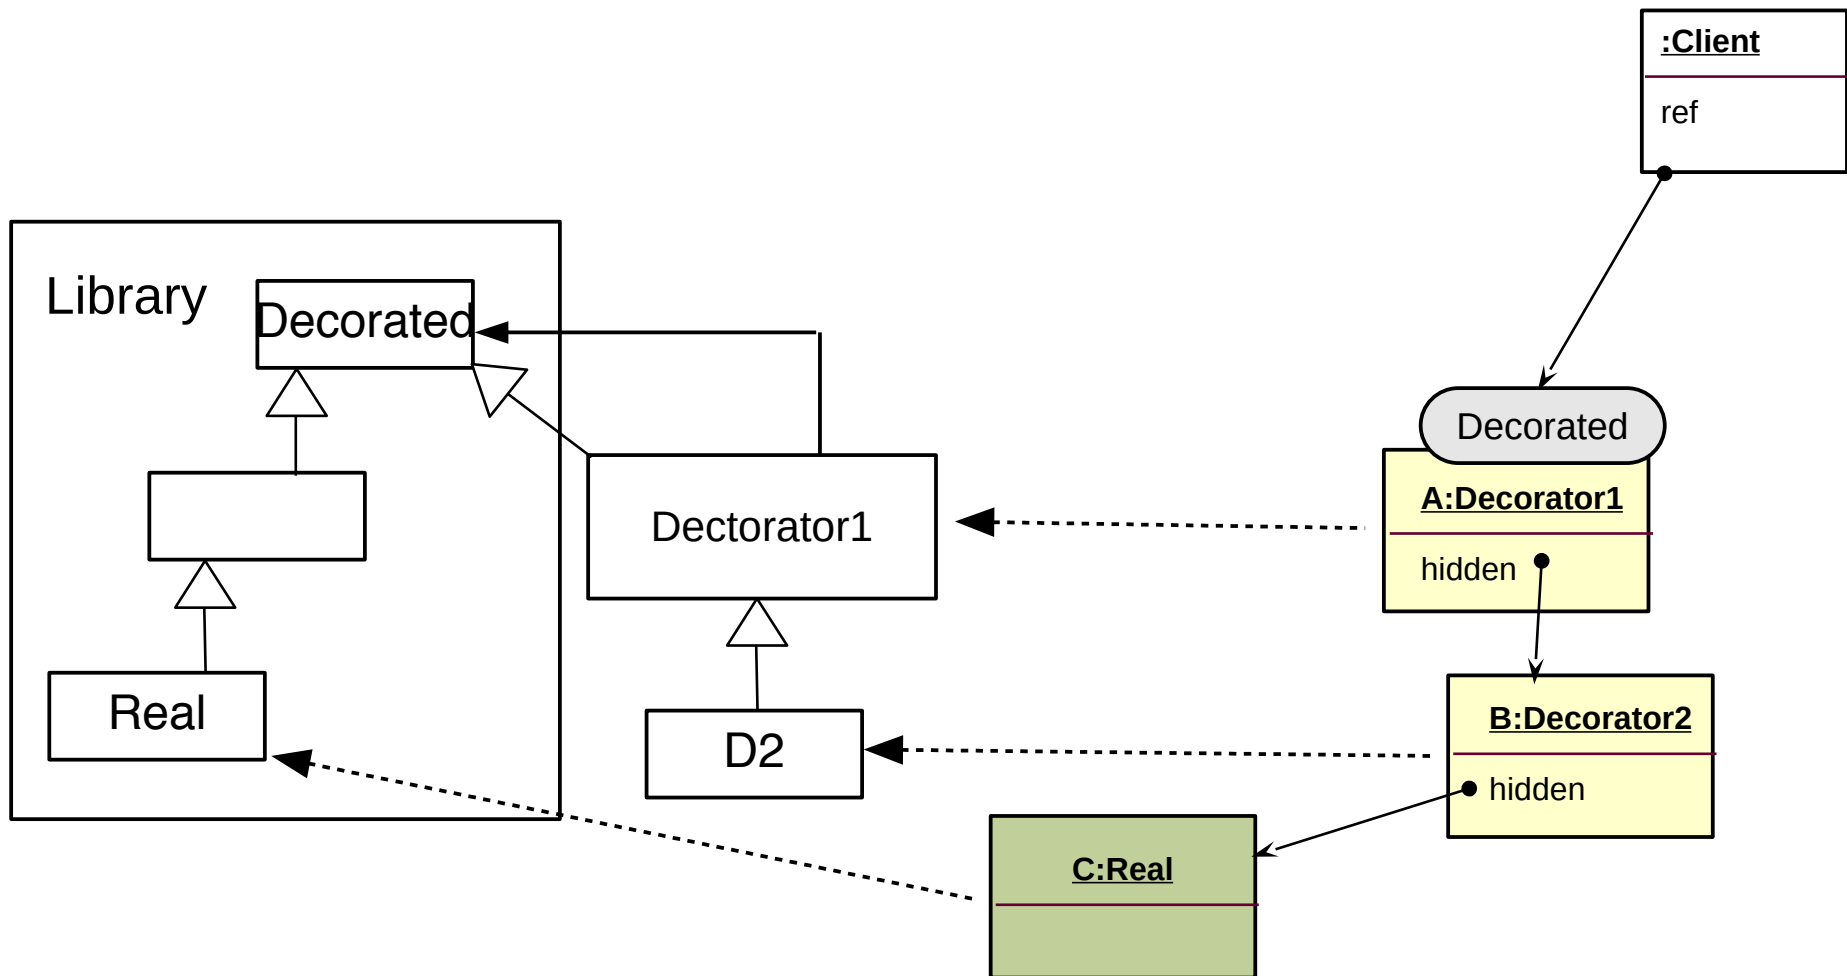 :Client
ref
Library
Decorated
Decorated
A:Decorator1
Dectorator1
hidden
Real
B:Decorator2
D2
hidden
C:Real